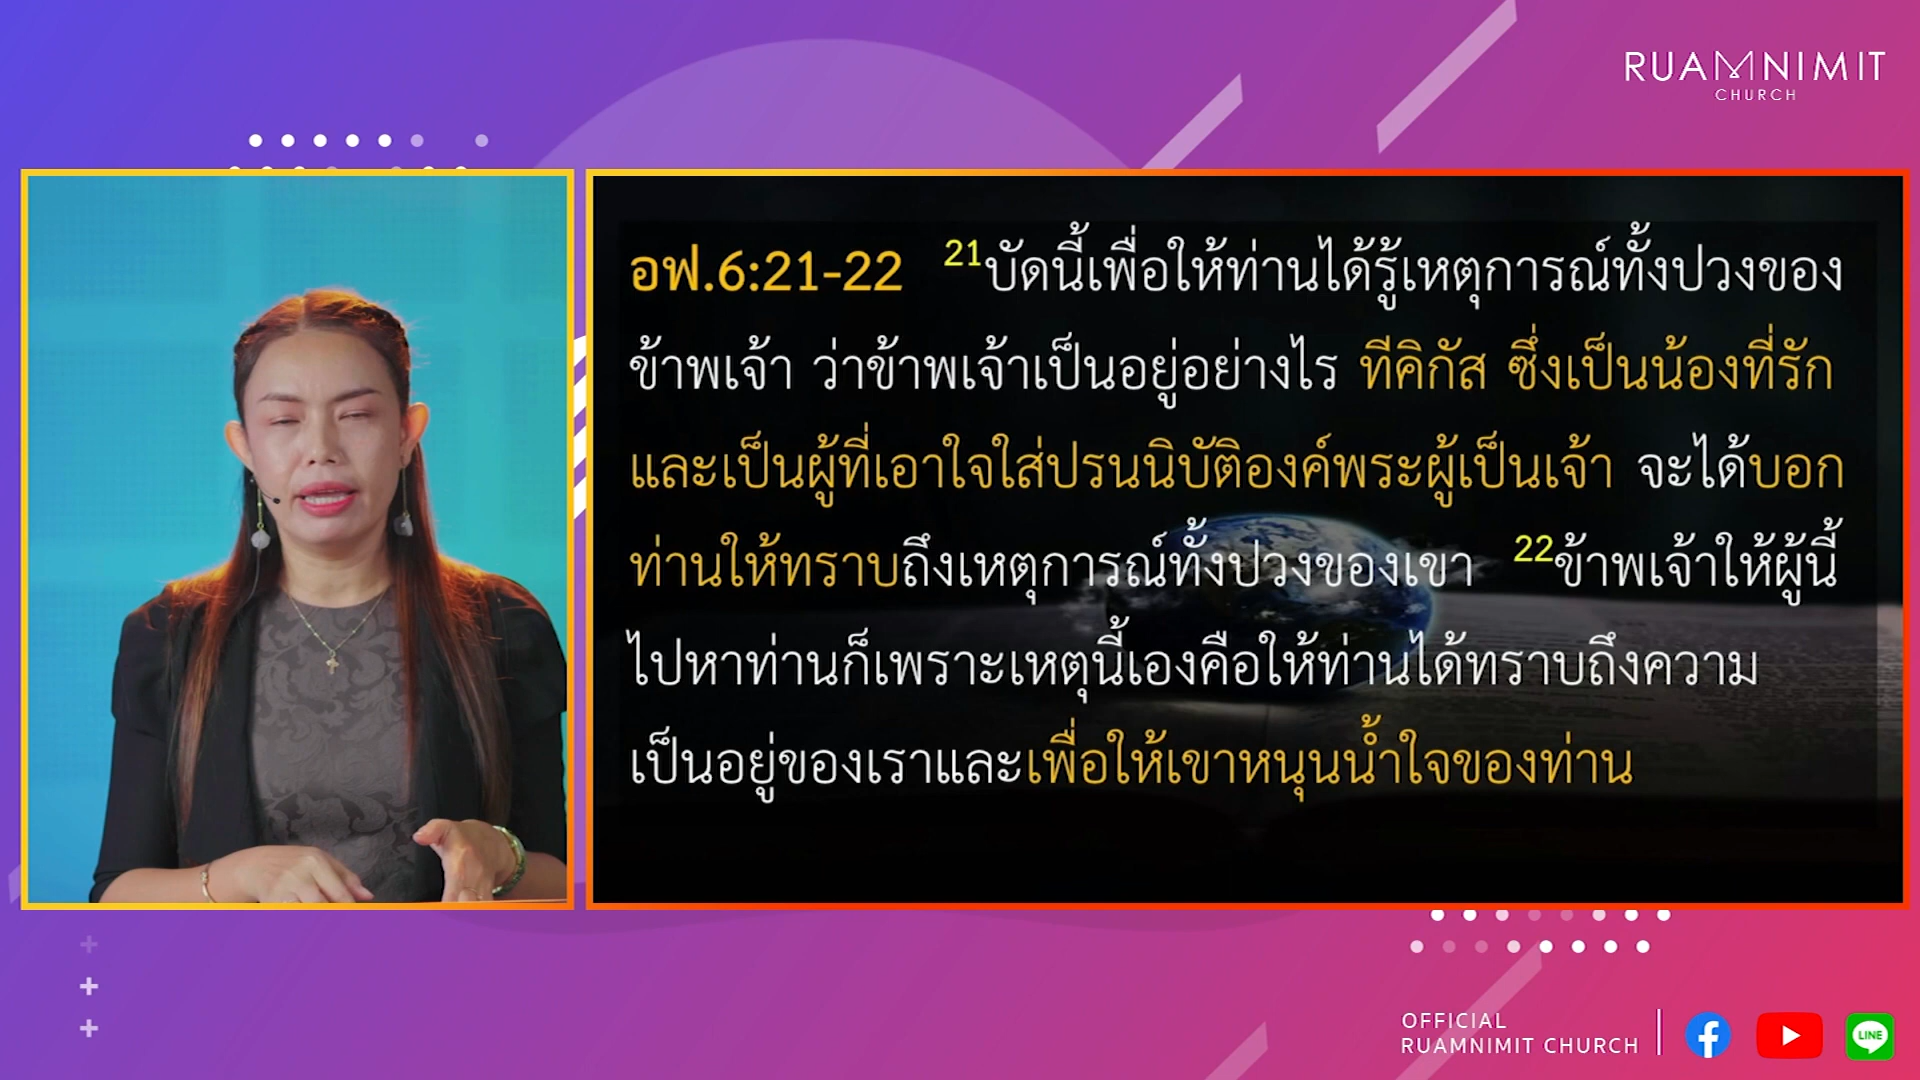 RUAMNIMIT
CHURCH
อฟ.6:21-22 21บัดนี้เพื่อให้ท่านได้รู้เหตุการณ์ทั้งปวงของ
ข้าพเจ้า ว่าข้าพเจ้าเป็นอยู่อย่างไร ทีคิกัส ซึ่งเป็นน้องที่รัก
และเป็นผู้ที่เอาใจใส่ปรนนิบัติองค์พระผู้เป็นเจ้า จะได้บอก
ท่านให้ทราบถึงเหตุการณ์ทั้งปวงของเขา 22ข้าพเจ้าให้ผู้นี้
ไปหาท่านก็เพราะเหตุนี้เองคือให้ท่านได้ทราบถึงความ
เป็นอยู่ของเราและเพื่อให้เขาหนุนน้ำใจของท่าน
OFFICIAL
RUAMNIMIT CHURCH
LINE